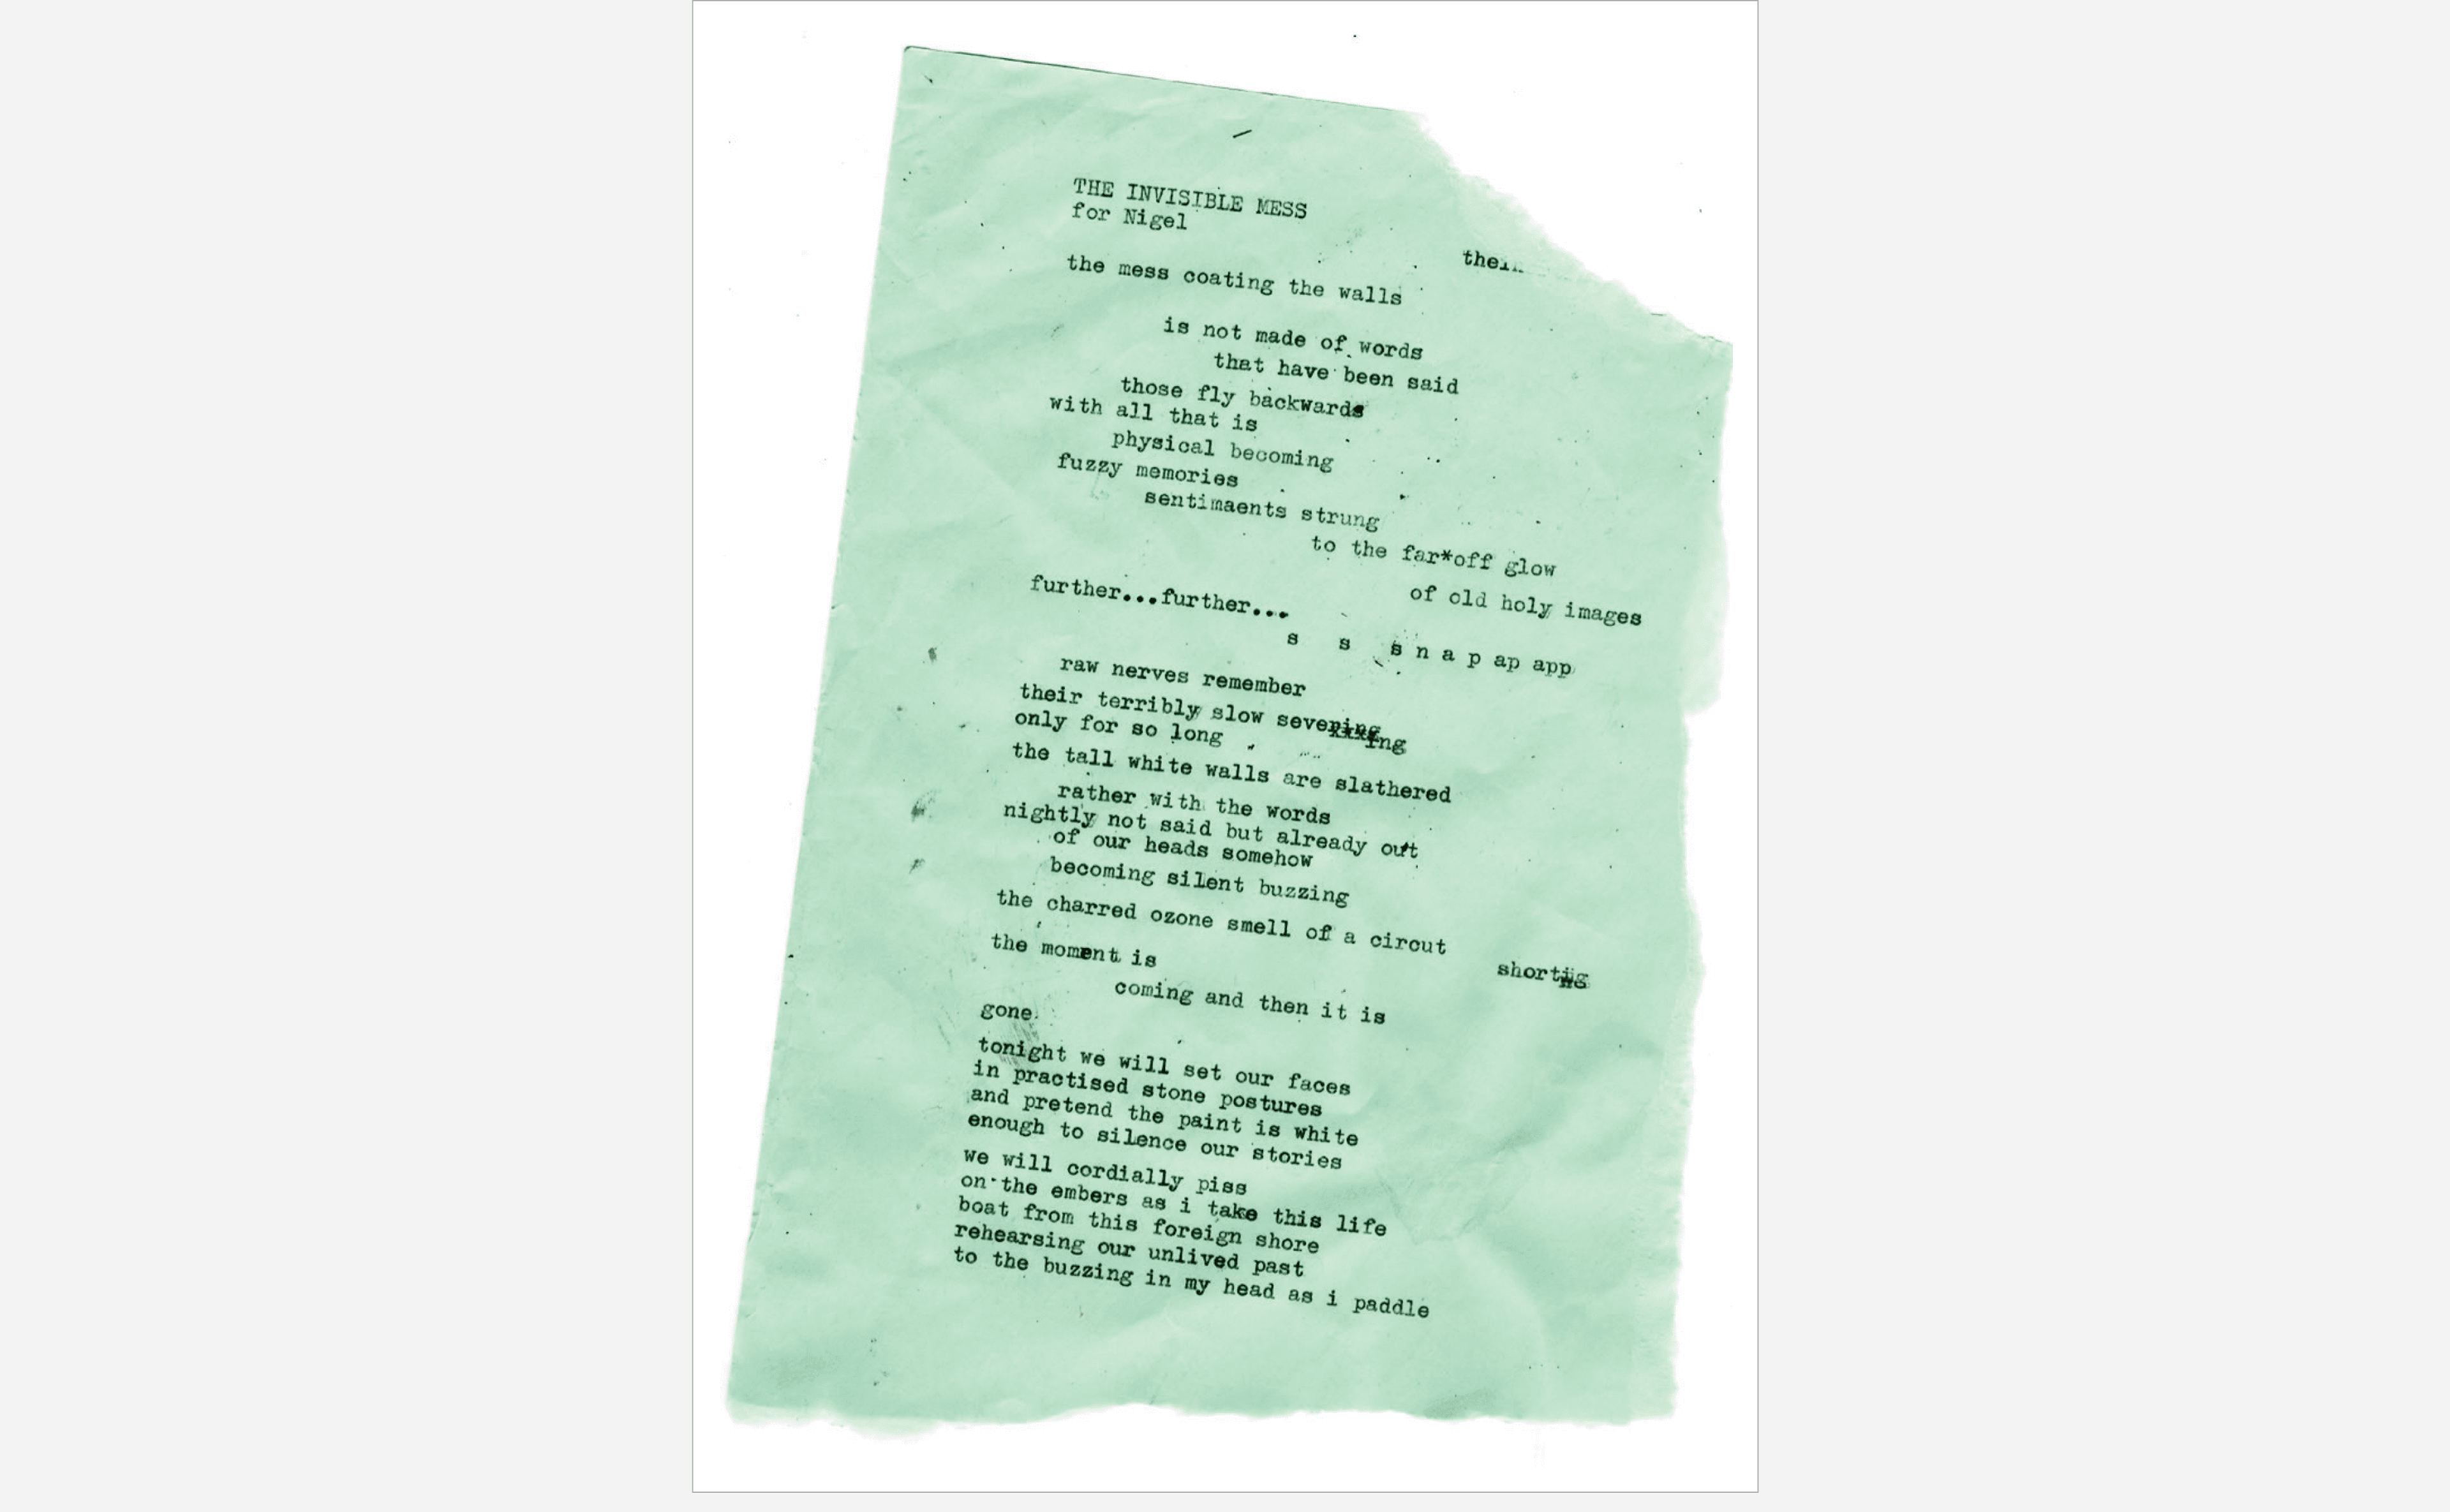 THE INVISIBLE MESS
for Nigel
the mess coating the walls
is not made of words
that have been said
those fly backwards
with all that is
physical becoming
fuzzy memories
sentimaents strung
to the far*off glow
of old holy images
further...further...
s s s n a p ap app
raw nerves remember
their terribly slow severing
only for so long
the tall white walls are slathered
rather with the words
nightly not said but already out
of our heads somehow
becoming silent buzzing
the charred ozone smell of a circut
the moment is
coming and then it is
gone
tonight we will set our faces
in practised stone postures
and pretend the paint is white
enough to silence our stories
we will cordially piss
on the embers as i take this life
boat from this foreign shore
rehearsing our unlived past
to the buzzing in my head as i paddle